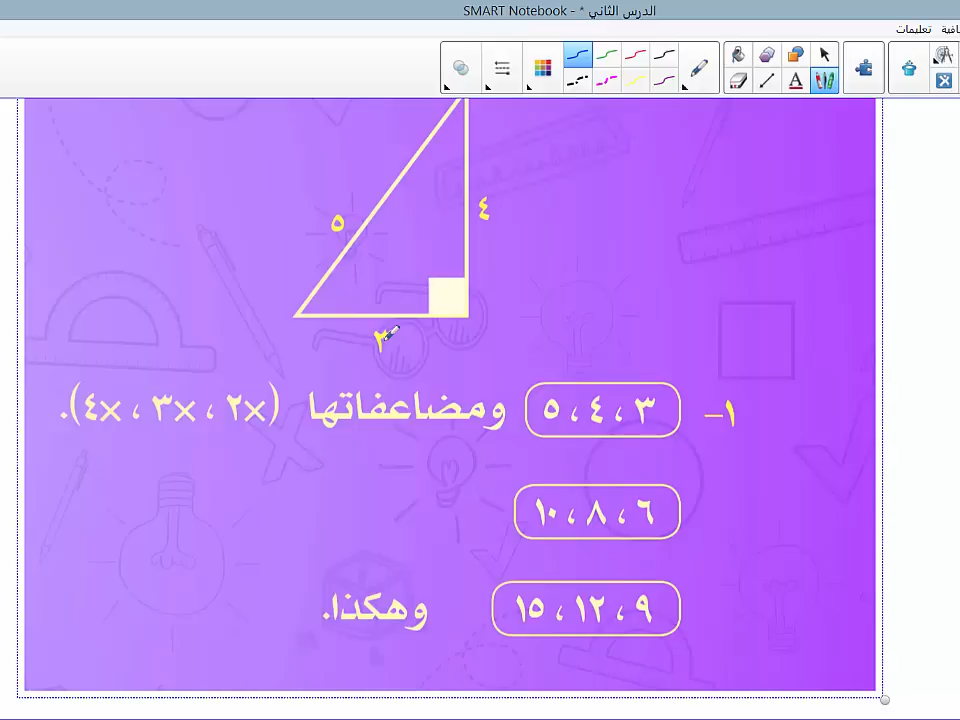 الدرس الثاني * - SMART Notebook
تعليمات
٥
٤
٣
١– ٣ ، ٤ ، ٥ ومضاعفاتها (٢× ، ٣× ، ٤×).
٦ ، ٨ ، ١٠
٩ ، ١٢ ، ١٥ وهكذا.